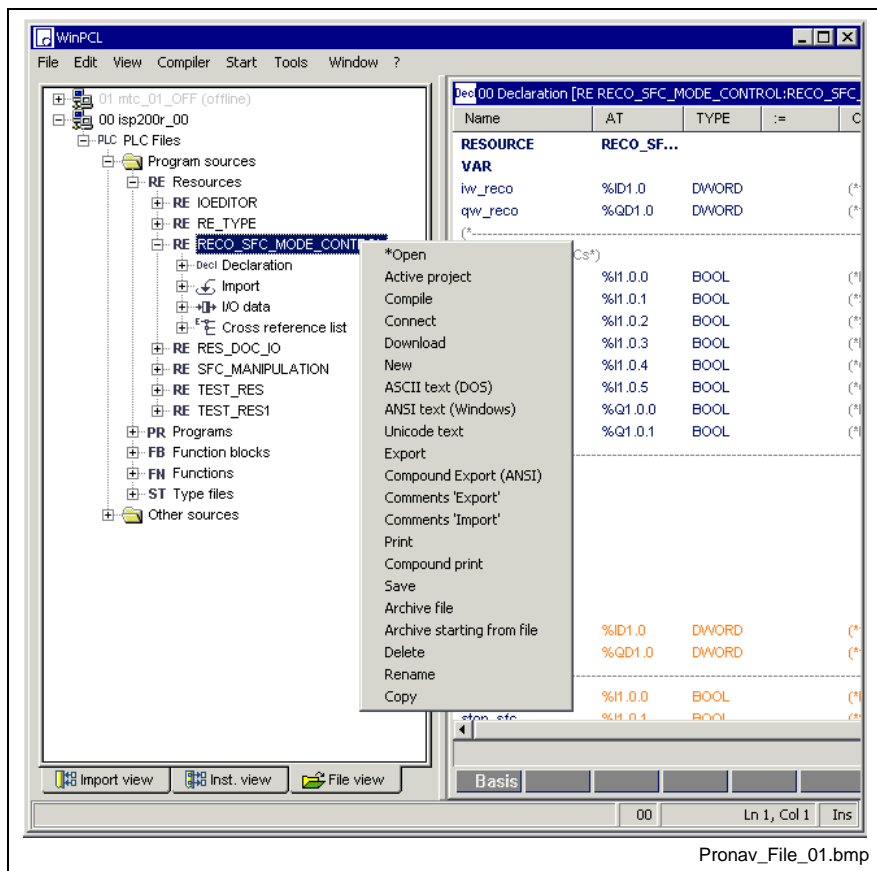 WinPCL
File Edit View Compiler Start Tools Window ?
01 mtc_01_OFF (offline)
00 isp200r_00
PLC PLC Files
Program sources
RE Resources
RE IOEDITOR
RE RE_TYPE
RE RECO_SFC_MODE_CONT
Decl Declaration
Import
I/O data
Cross reference list
RE RES_DOC_IO
RE SFC_MANIPULATION
RE TEST_RES
RE TEST_RES1
PR Programs
FB Function blocks
FN Functions
ST Type files
Other sources
Import view Inst. view File view
*Open
Active project
Compile
Connect
Download
New
ASCII text (DOS)
ANSI text (Windows)
Unicode text
Export
Compound Export (ANSI)
Comments 'Export'
Comments 'Import'
Print
Compound print
Save
Archive file
Archive starting from file
Delete
Rename
Copy
Decl 00 Declaration [RE RECO_SFC_MODE_CONTROL:RECO_SFC_
Name AT TYPE := C
RESOURCE RECO_SF...
VAR
iw_reco %ID1.0 DWORD (*
qw_reco %QD1.0 DWORD (*
(*
Cs*)
%I1.0.0 BOOL (*
%I1.0.1 BOOL (*
%I1.0.2 BOOL (*
%I1.0.3 BOOL (*
%I1.0.4 BOOL (*
%I1.0.5 BOOL (*
%Q1.0.0 BOOL (*
%Q1.0.1 BOOL (*
%ID1.0 DWORD (*
%QD1.0 DWORD (*
%I1.0.0 BOOL (*
stop_sfc %I1.0.1 BOOL (*
Basis
00 Ln 1, Col 1 Ins
Pronav_File_01.bmp